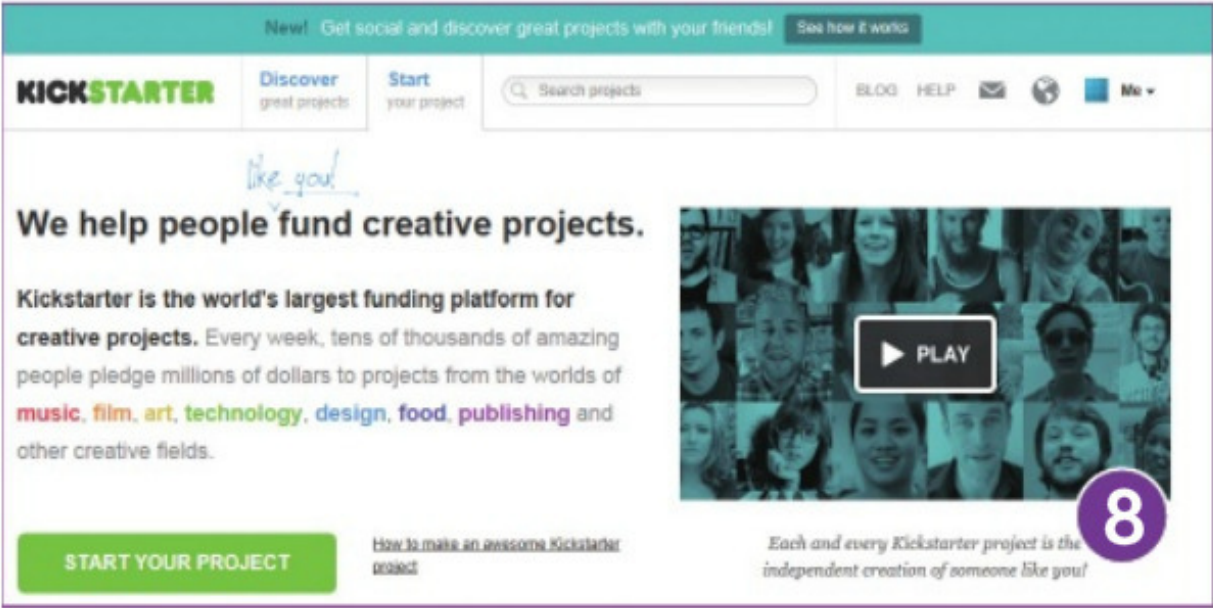 New! Get social and discover great projects with your friends! See how it works
KICKSTARTER
Discover
great projects
Start
your project
Search projects
BLOG HELP Me
like you!
We help people fund creative projects.
Kickstarter is the world's largest funding platform for
creative projects. Every week, tens of thousands of amazing
people pledge millions of dollars to projects from the worlds of
music, film, art, technology, design, food, publishing and
other creative fields.
PLAY
8
START YOUR PROJECT
How to make an awesome Kickstarter
project
Each and every Kickstarter project is the
independent creation of someone like you!